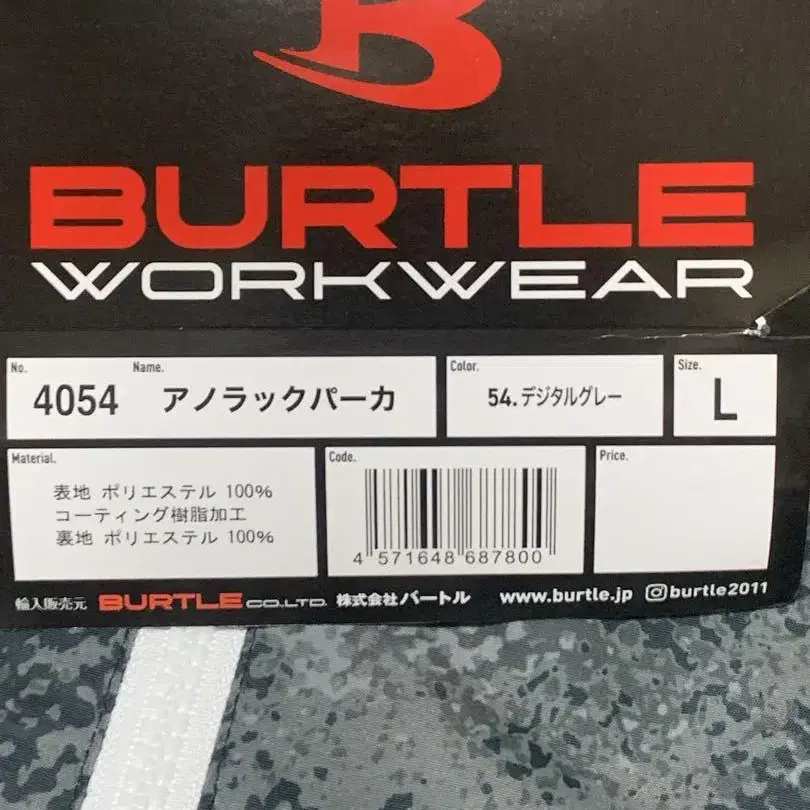 B
BURTLE
WORKWEAR
No. Name.
4054 アノラックパーカ
Color.
54.デジタルグレー
Size.
L
Material.
表地 ポリエステル 100%
コーティング樹脂加工
裏地 ポリエステル 100%
Code.
4 571648 687800
Price.
輸入販売元 BURTLE CO.,LTD. 株式会社バートル www.burtle.jp burtle2011